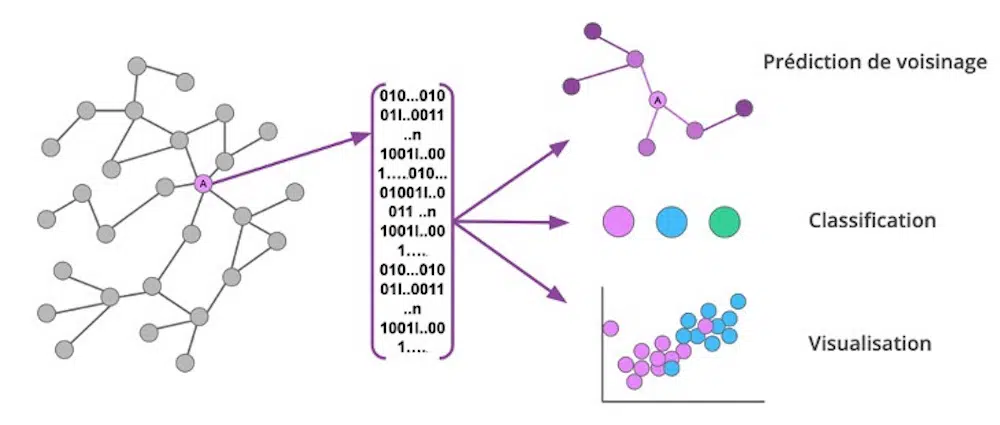 A
010...010
01l..0011
..n
1001l..00
1.....010...
01001l..0
011 ..n
1001l..00
1....
010...010
01l..0011
..n
1001l..00
1....
A
Prédiction de voisinage
Classification
Visualisation